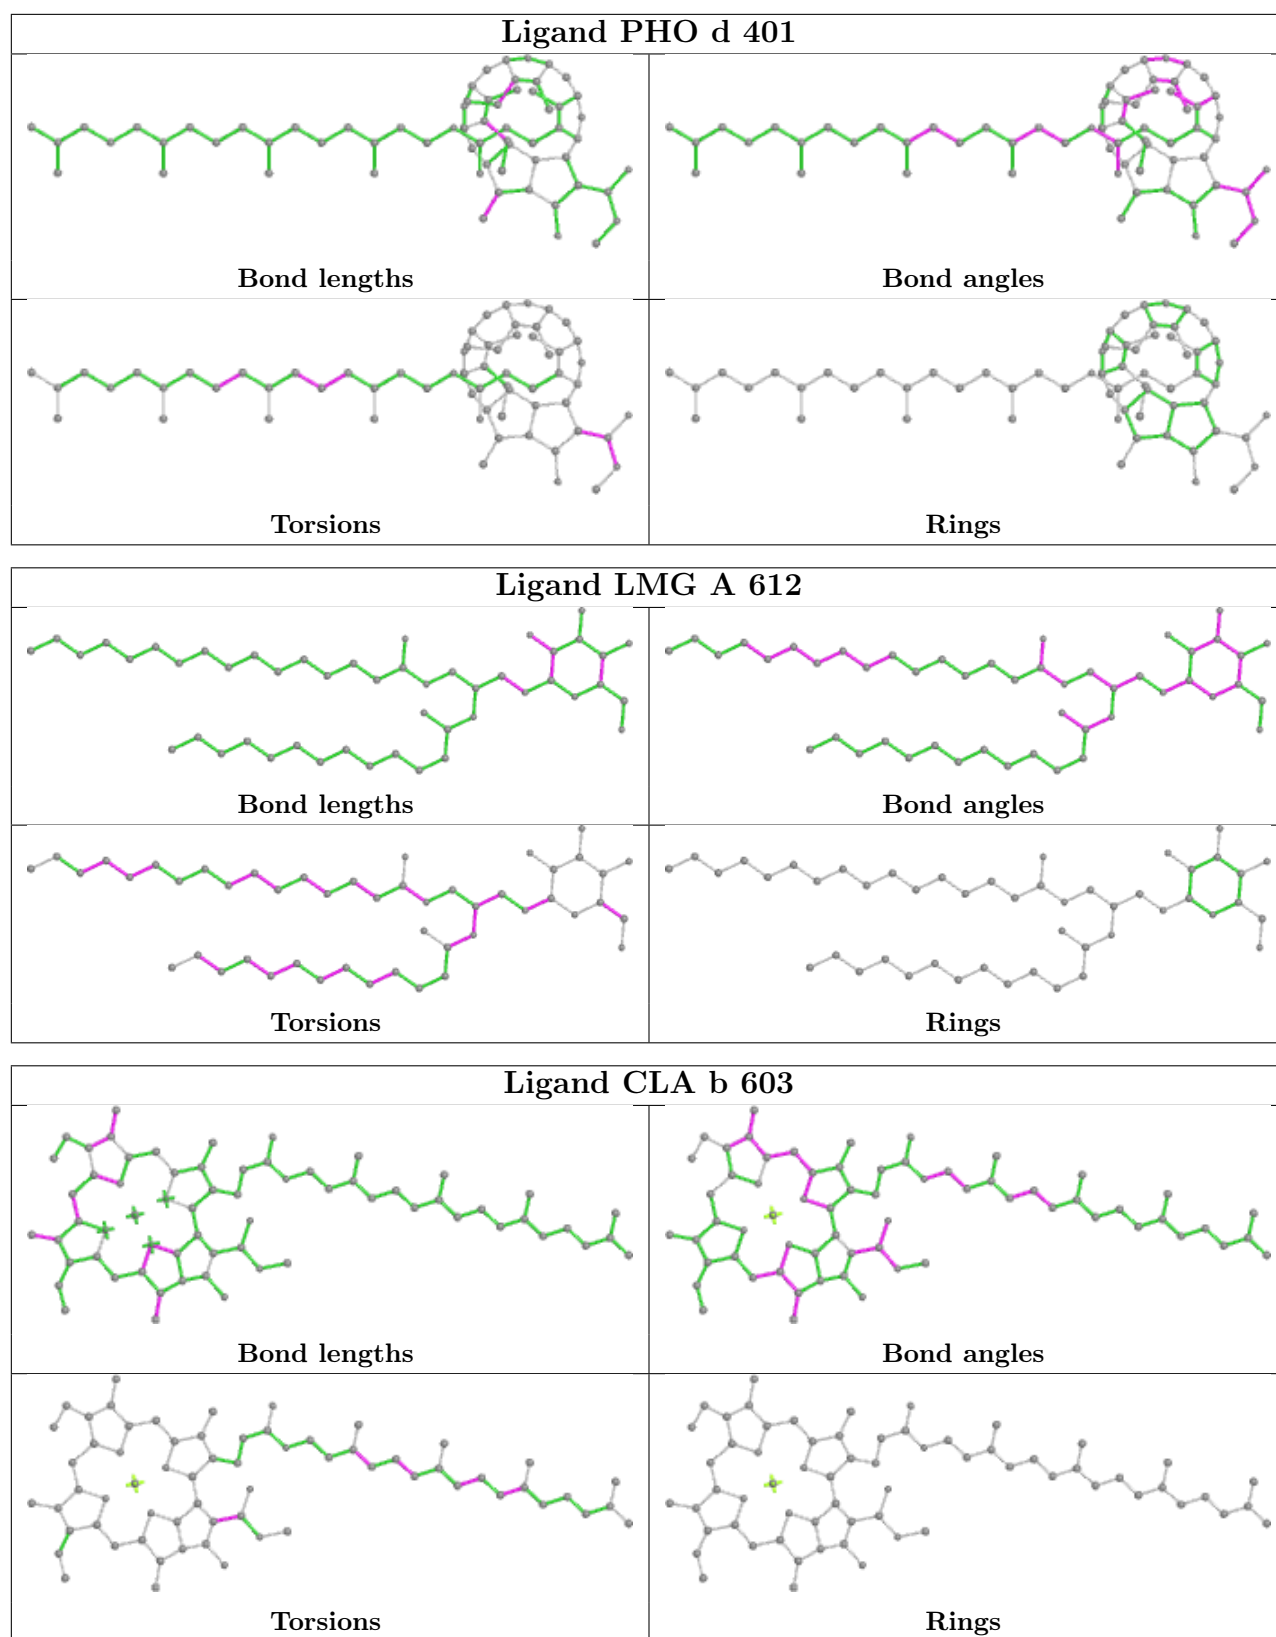 Ligand PHO d 401
Bond lengths
Bond angles
Torsions
Rings
Ligand LMG A 612
Bond lengths
Bond angles
Torsions
Rings
Ligand CLA b 603
Bond lengths
Bond angles
Torsions
Rings